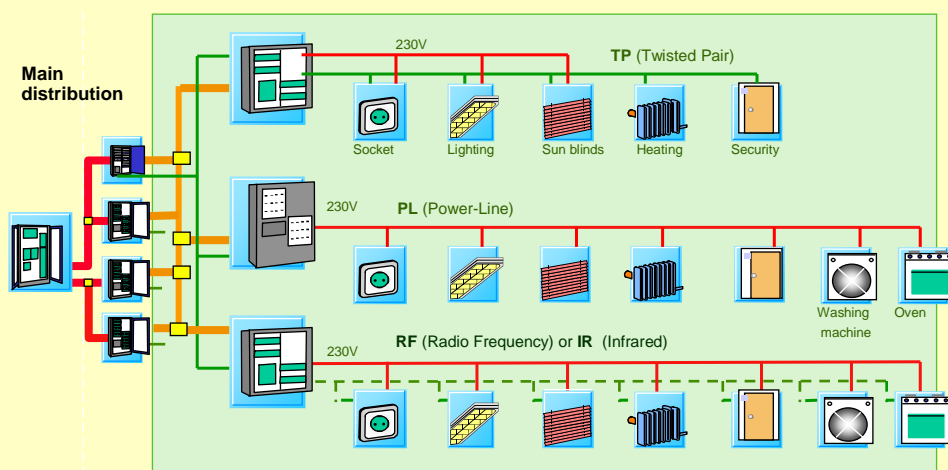 Main
distribution
230V
TP (Twisted Pair)
Socket
Lighting
Sun blinds
Heating
Security
230V
PL (Power-Line)
Washing
machine
Oven
RF (Radio Frequency) or IR (Infrared)
230V